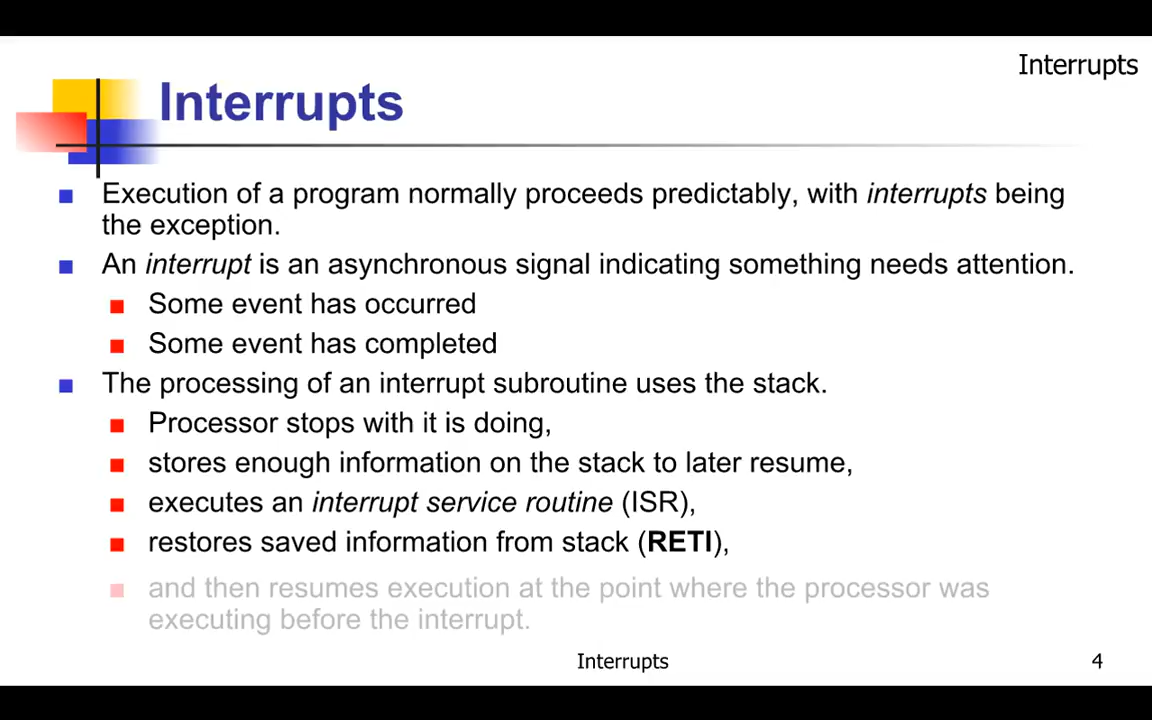 Interrupts
Interrupts
Execution of a program normally proceeds predictably, with interrupts being
the exception.
An interrupt is an asynchronous signal indicating something needs attention.
Some event has occurred
Some event has completed
The processing of an interrupt subroutine uses the stack.
Processor stops with it is doing,
stores enough information on the stack to later resume,
executes an interrupt service routine (ISR),
restores saved information from stack (RETI),
and then resumes execution at the point where the processor was
executing before the interrupt.
Interrupts
4